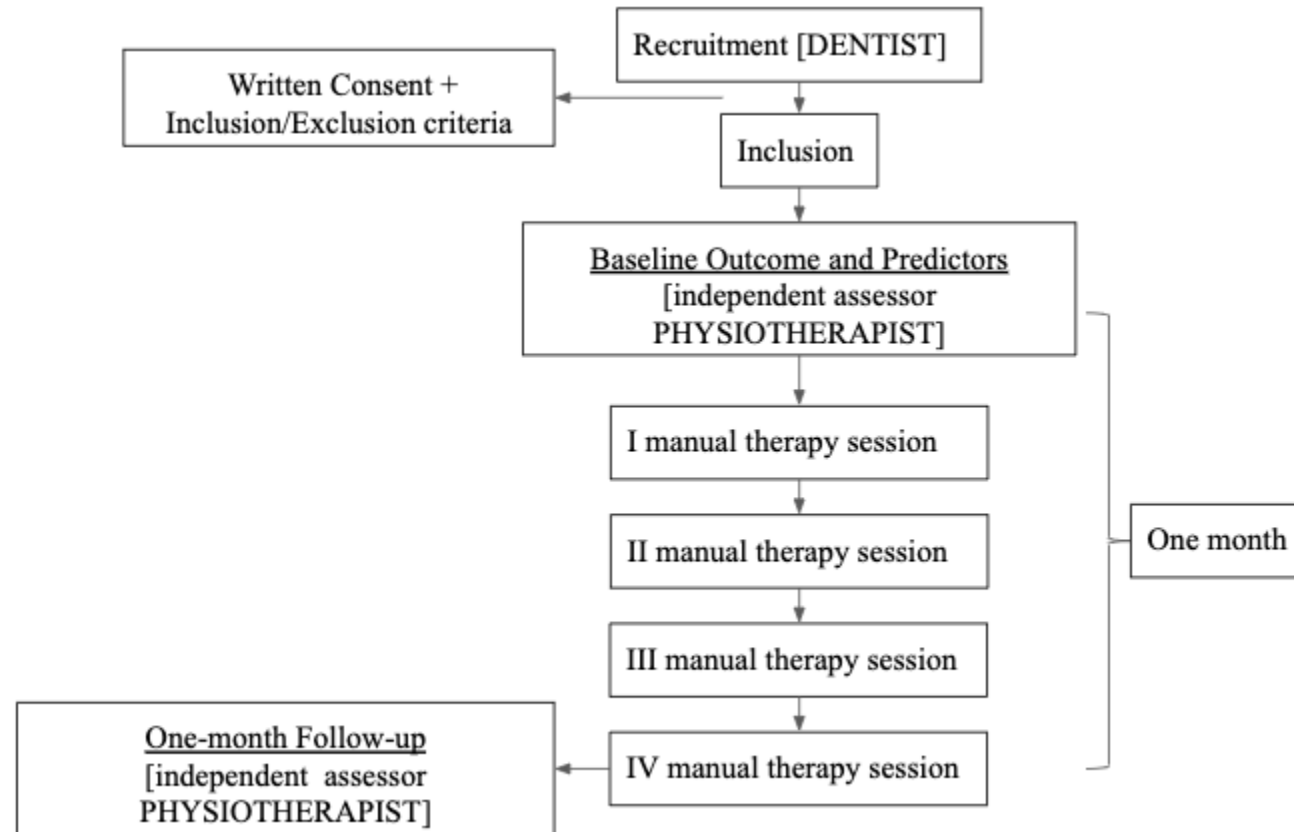 Recruitment [DENTIST]
Written Consent +
Inclusion/Exclusion criteria
Inclusion
Baseline Outcome and Predictors
[independent assessor
PHYSIOTHERAPIST]
I manual therapy session
II manual therapy session
One month
III manual therapy session
IV manual therapy session
One-month Follow-up
[independent assessor
PHYSIOTHERAPIST]